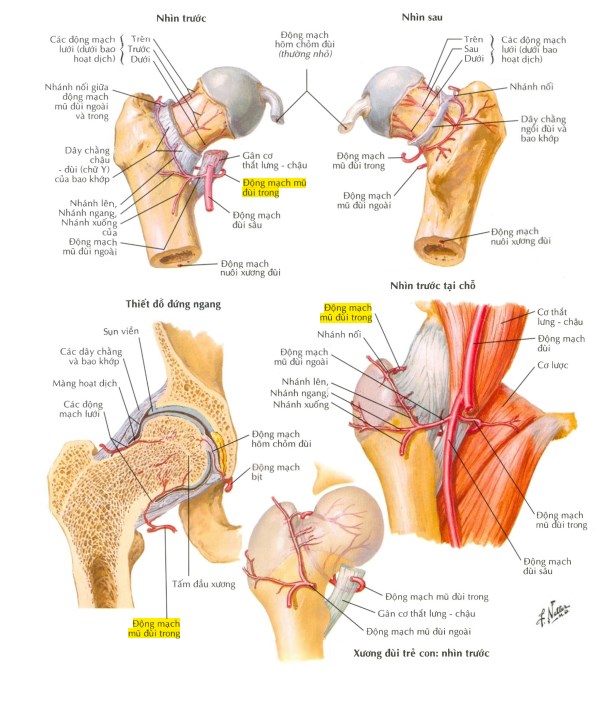 Nhìn trước
Các động mạch
lưới (dưới bao
hoạt dịch)
Trên
Trước
Dưới
Nhánh nối giữa
động mạch
mũ đùi ngoài
và trong
Dây chằng
chậu
- đùi (chữ Y)
của bao khớp
Nhánh lên,
Nhánh ngang,
Nhánh xuống
của
Động mạch
mũ đùi ngoài
Động mạch
nuôi xương đùi
Gân cơ
thắt lưng - chậu
Động mạch mũ
đùi trong
Động mạch
đùi sâu
Động mạch
hõm chỏm đùi
(thường nhỏ)
Nhìn sau
Trên
Sau
Dưới
Các động mạch
lưới (dưới bao
hoạt dịch)
Nhánh nối
Dây chằng
ngồi đùi và
bao khớp
Động mạch
mũ đùi trong
Động mạch
mũ đùi ngoài
Động mạch
nuôi xương đùi
Thiết đồ đứng ngang
Sụn viền
Các dây chằng
và bao khớp
Màng hoạt dịch
Các động
mạch lưới
Động mạch
hõm chỏm đùi
Động mạch
bịt
Tấm đầu xương
Động mạch
mũ đùi trong
Nhìn trước tại chỗ
Động mạch
mũ đùi trong
Nhánh nối
Động mạch
mũ đùi ngoài
Nhánh lên,
Nhánh ngang,
Nhánh xuống
Cơ thắt
lưng - chậu
Động mạch
đùi
Cơ lược
Động mạch
mũ đùi trong
Động mạch
đùi sâu
Động mạch mũ đùi trong
Gân cơ thắt lưng - chậu
Động mạch mũ đùi ngoài
Xương đùi trẻ con: nhìn trước
F. Netter